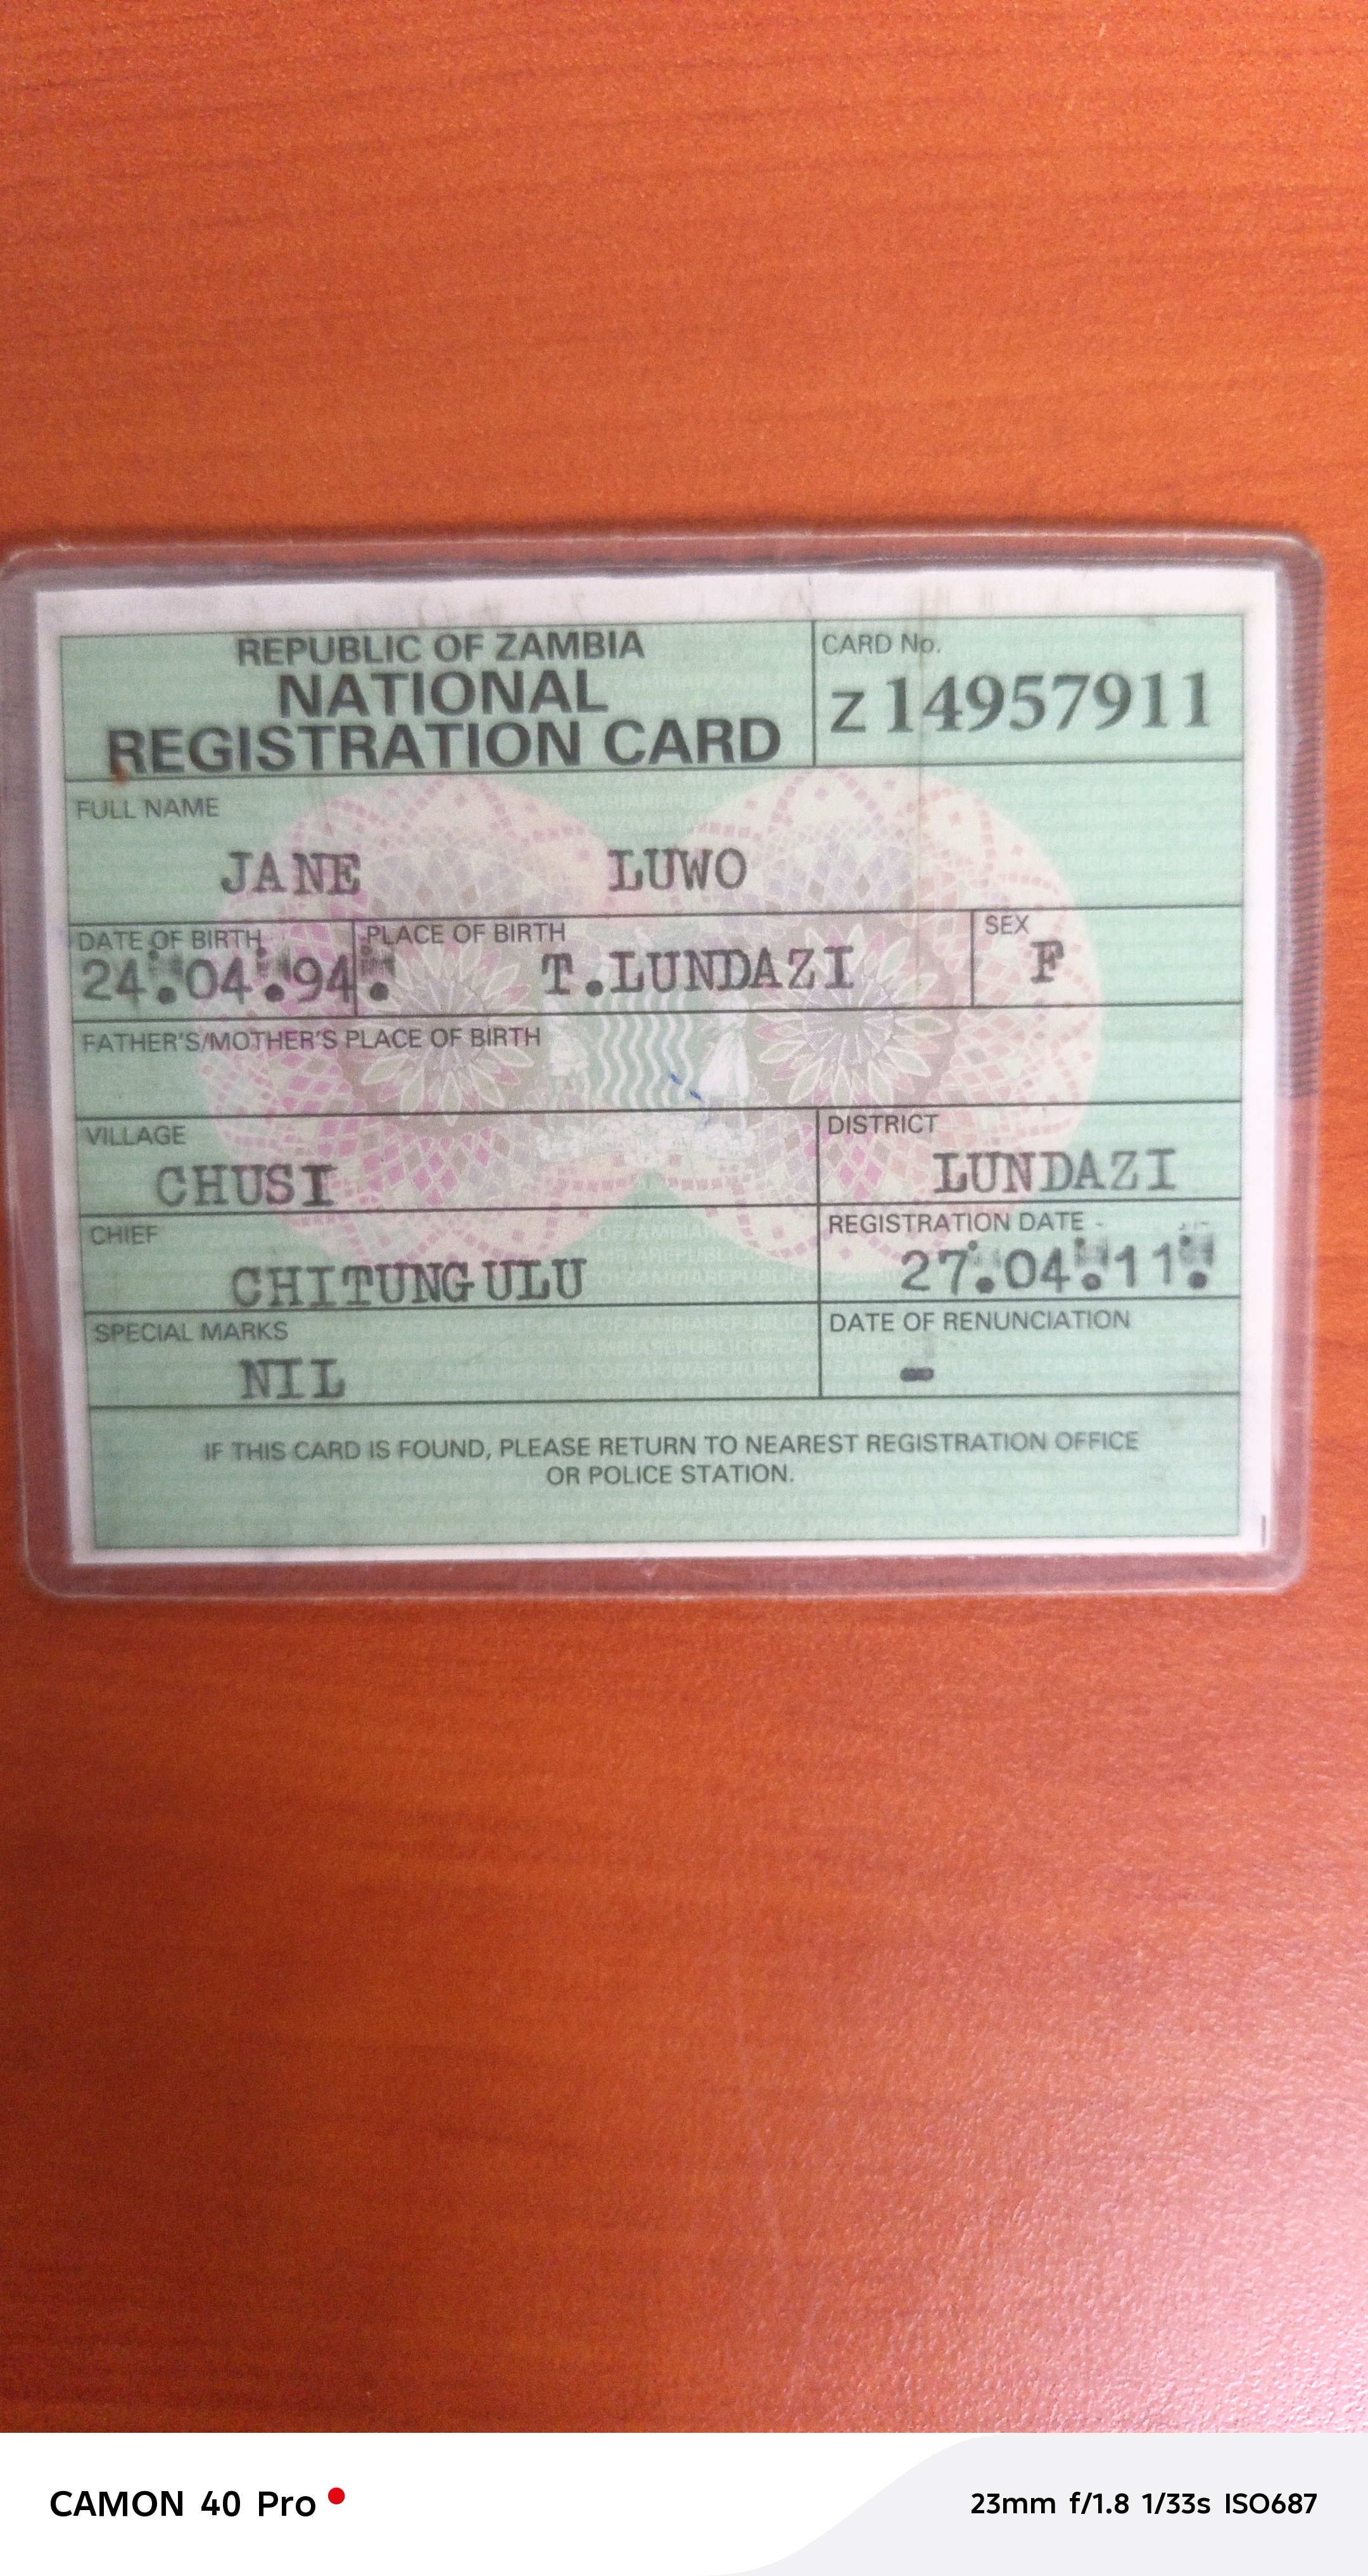 REPUBLIC OF ZAMBIA
NATIONAL
REGISTRATION CARD
CARD No.
Z 14957911
FULL NAME
JANE LUWO
DATE OF BIRTH
24.04.94.
PLACE OF BIRTH
T.LUNDAZI
SEX
F
FATHER'S/MOTHER'S PLACE OF BIRTH
VILLAGE
CHUSI
DISTRICT
LUNDAZI
CHIEF
CHITUNGULU
REGISTRATION DATE
27.04.11.
SPECIAL MARKS
NIL
DATE OF RENUNCIATION
-
IF THIS CARD IS FOUND, PLEASE RETURN TO NEAREST REGISTRATION OFFICE
OR POLICE STATION.
CAMON 40 Pro
23mm f/1.8 1/33s ISO687